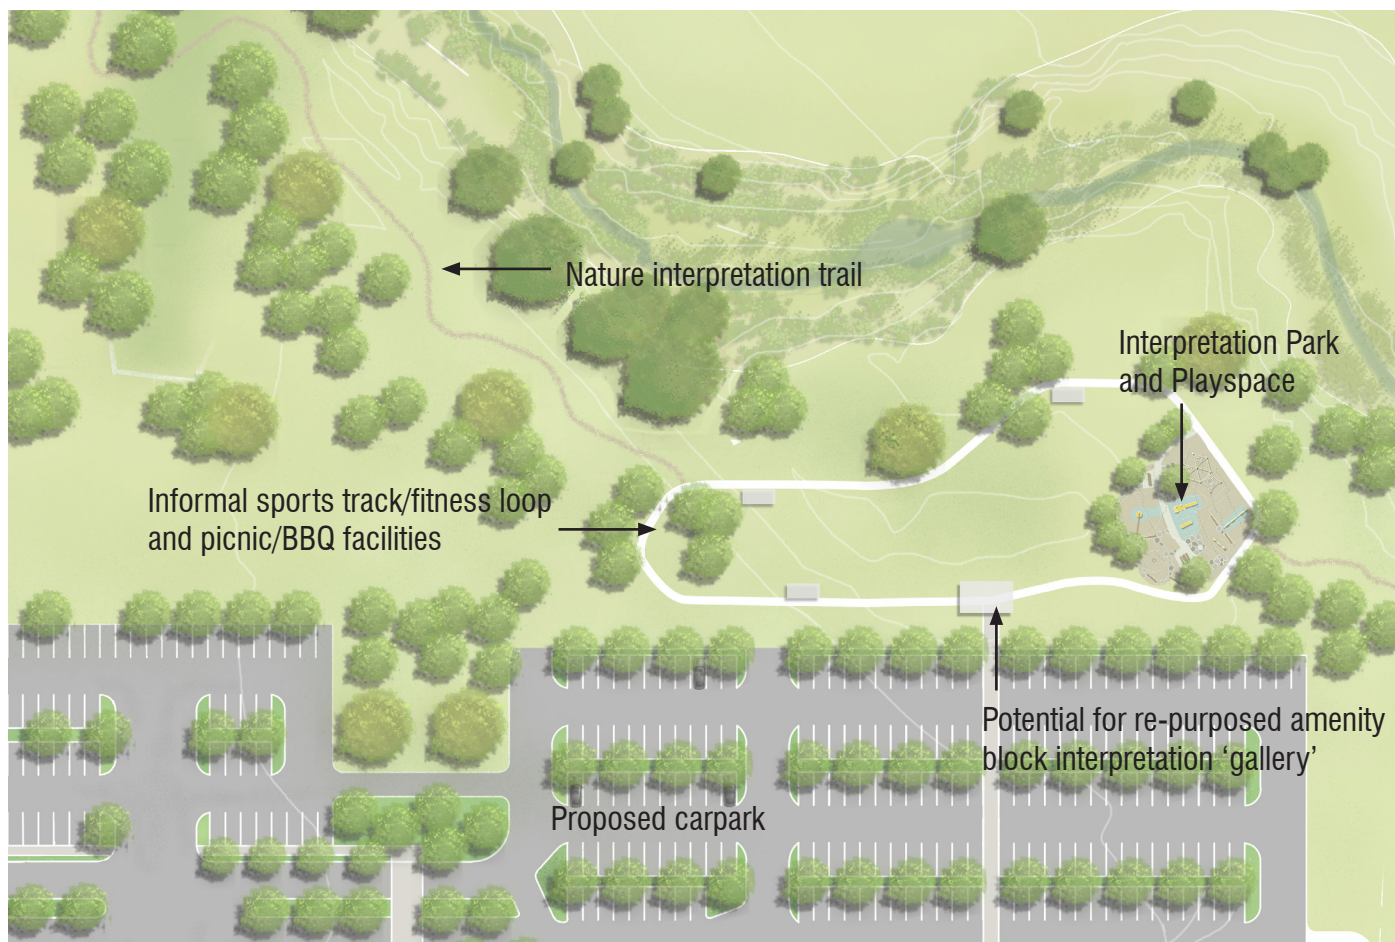 Nature interpretation trail
Interpretation Park
and Playspace
Informal sports track/fitness loop
and picnic/BBQ facilities
Potential for re-purposed amenity
block interpretation ‘gallery’
Proposed carpark